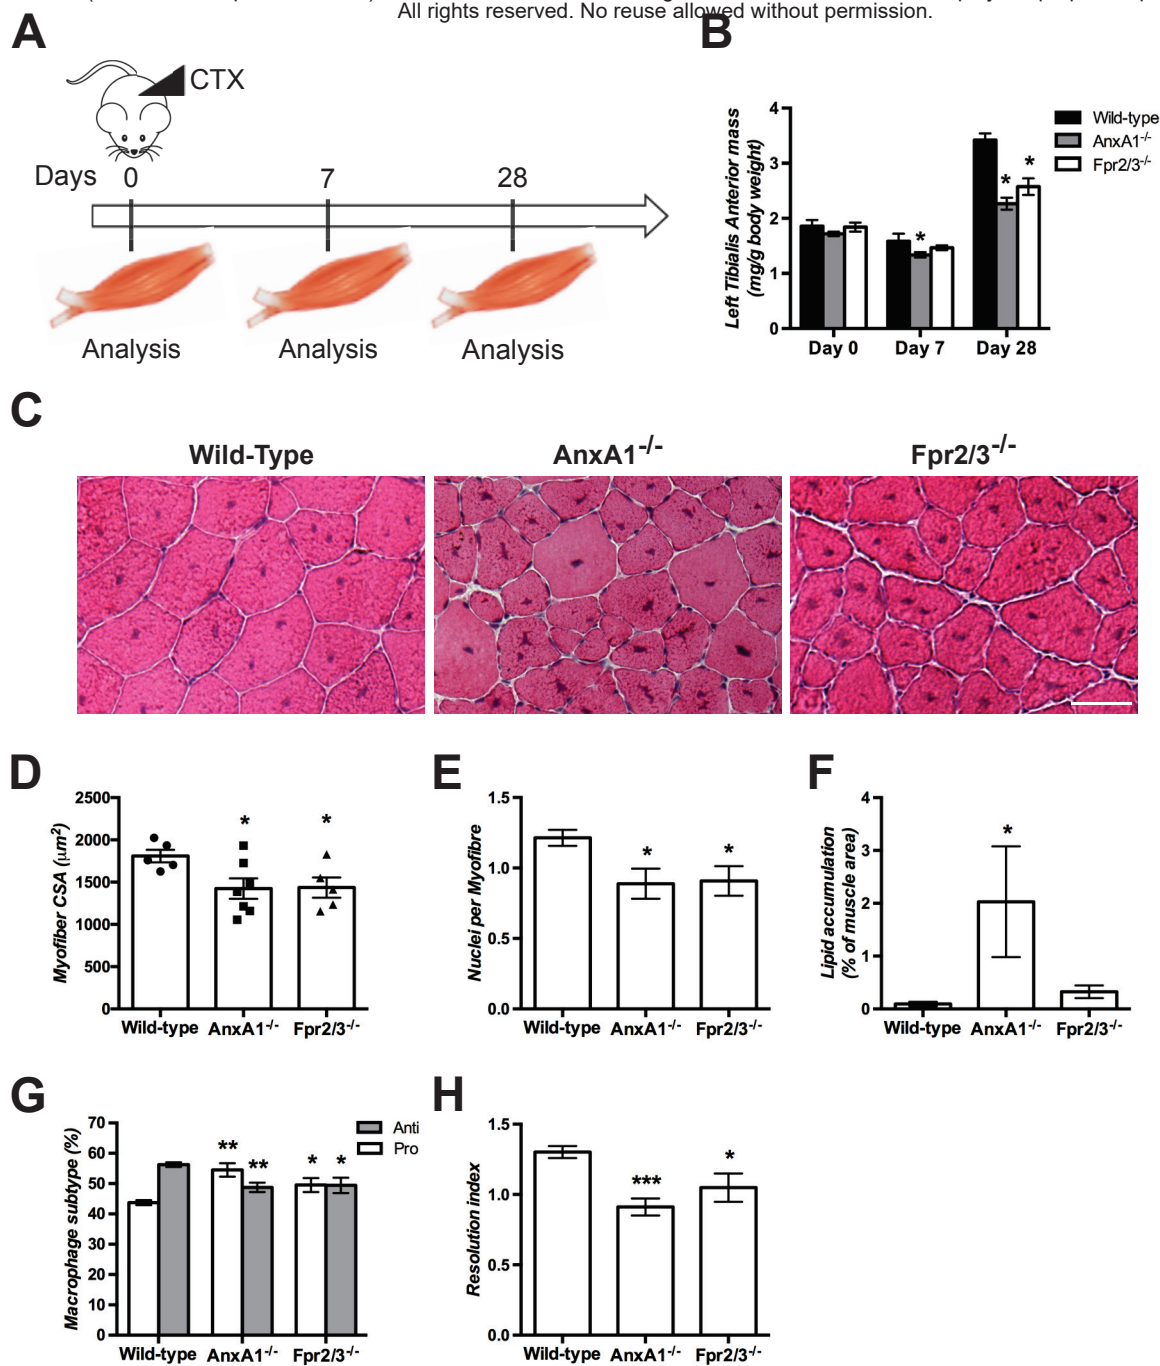 All rights reserved. No reuse allowed without permission.
A
CTX
Days 0 7 28
Analysis Analysis Analysis
B
Left Tibialis Anterior mass
(mg/g body weight)
4
3
2
1
0
* * *
Day 0 Day 7 Day 28
Wild-type
AnxA1-/-
Fpr2/3-/-
C
Wild-Type AnxA1-/- Fpr2/3-/-
D
Myofiber CSA (μm²)
2500
2000
1500
1000
500
0
* *
Wild-type AnxA1-/- Fpr2/3-/-
E
Nuclei per Myofibre
1.5
1.0
0.5
0.0
* *
Wild-type AnxA1-/- Fpr2/3-/-
F
Lipid accumulation
(% of muscle area)
4
3
2
1
0
*
Wild-type AnxA1-/- Fpr2/3-/-
G
Macrophage subtype (%)
70
60
50
40
30
20
10
0
** ** * *
Anti
Pro
Wild-type AnxA1-/- Fpr2/3-/-
H
Resolution index
1.5
1.0
0.5
0.0
*** *
Wild-type AnxA1-/- Fpr2/3-/-